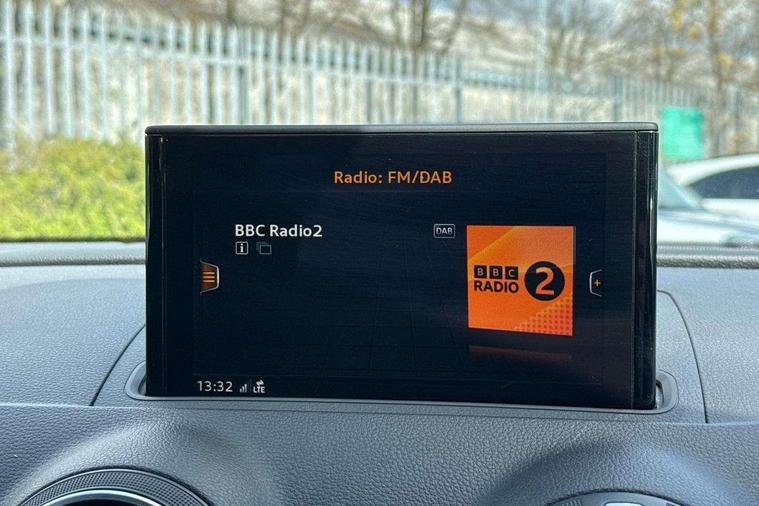 Radio: FM/DAB
BBC Radio2
DAB
i
BBC
RADIO 2
+
13:32 LTE